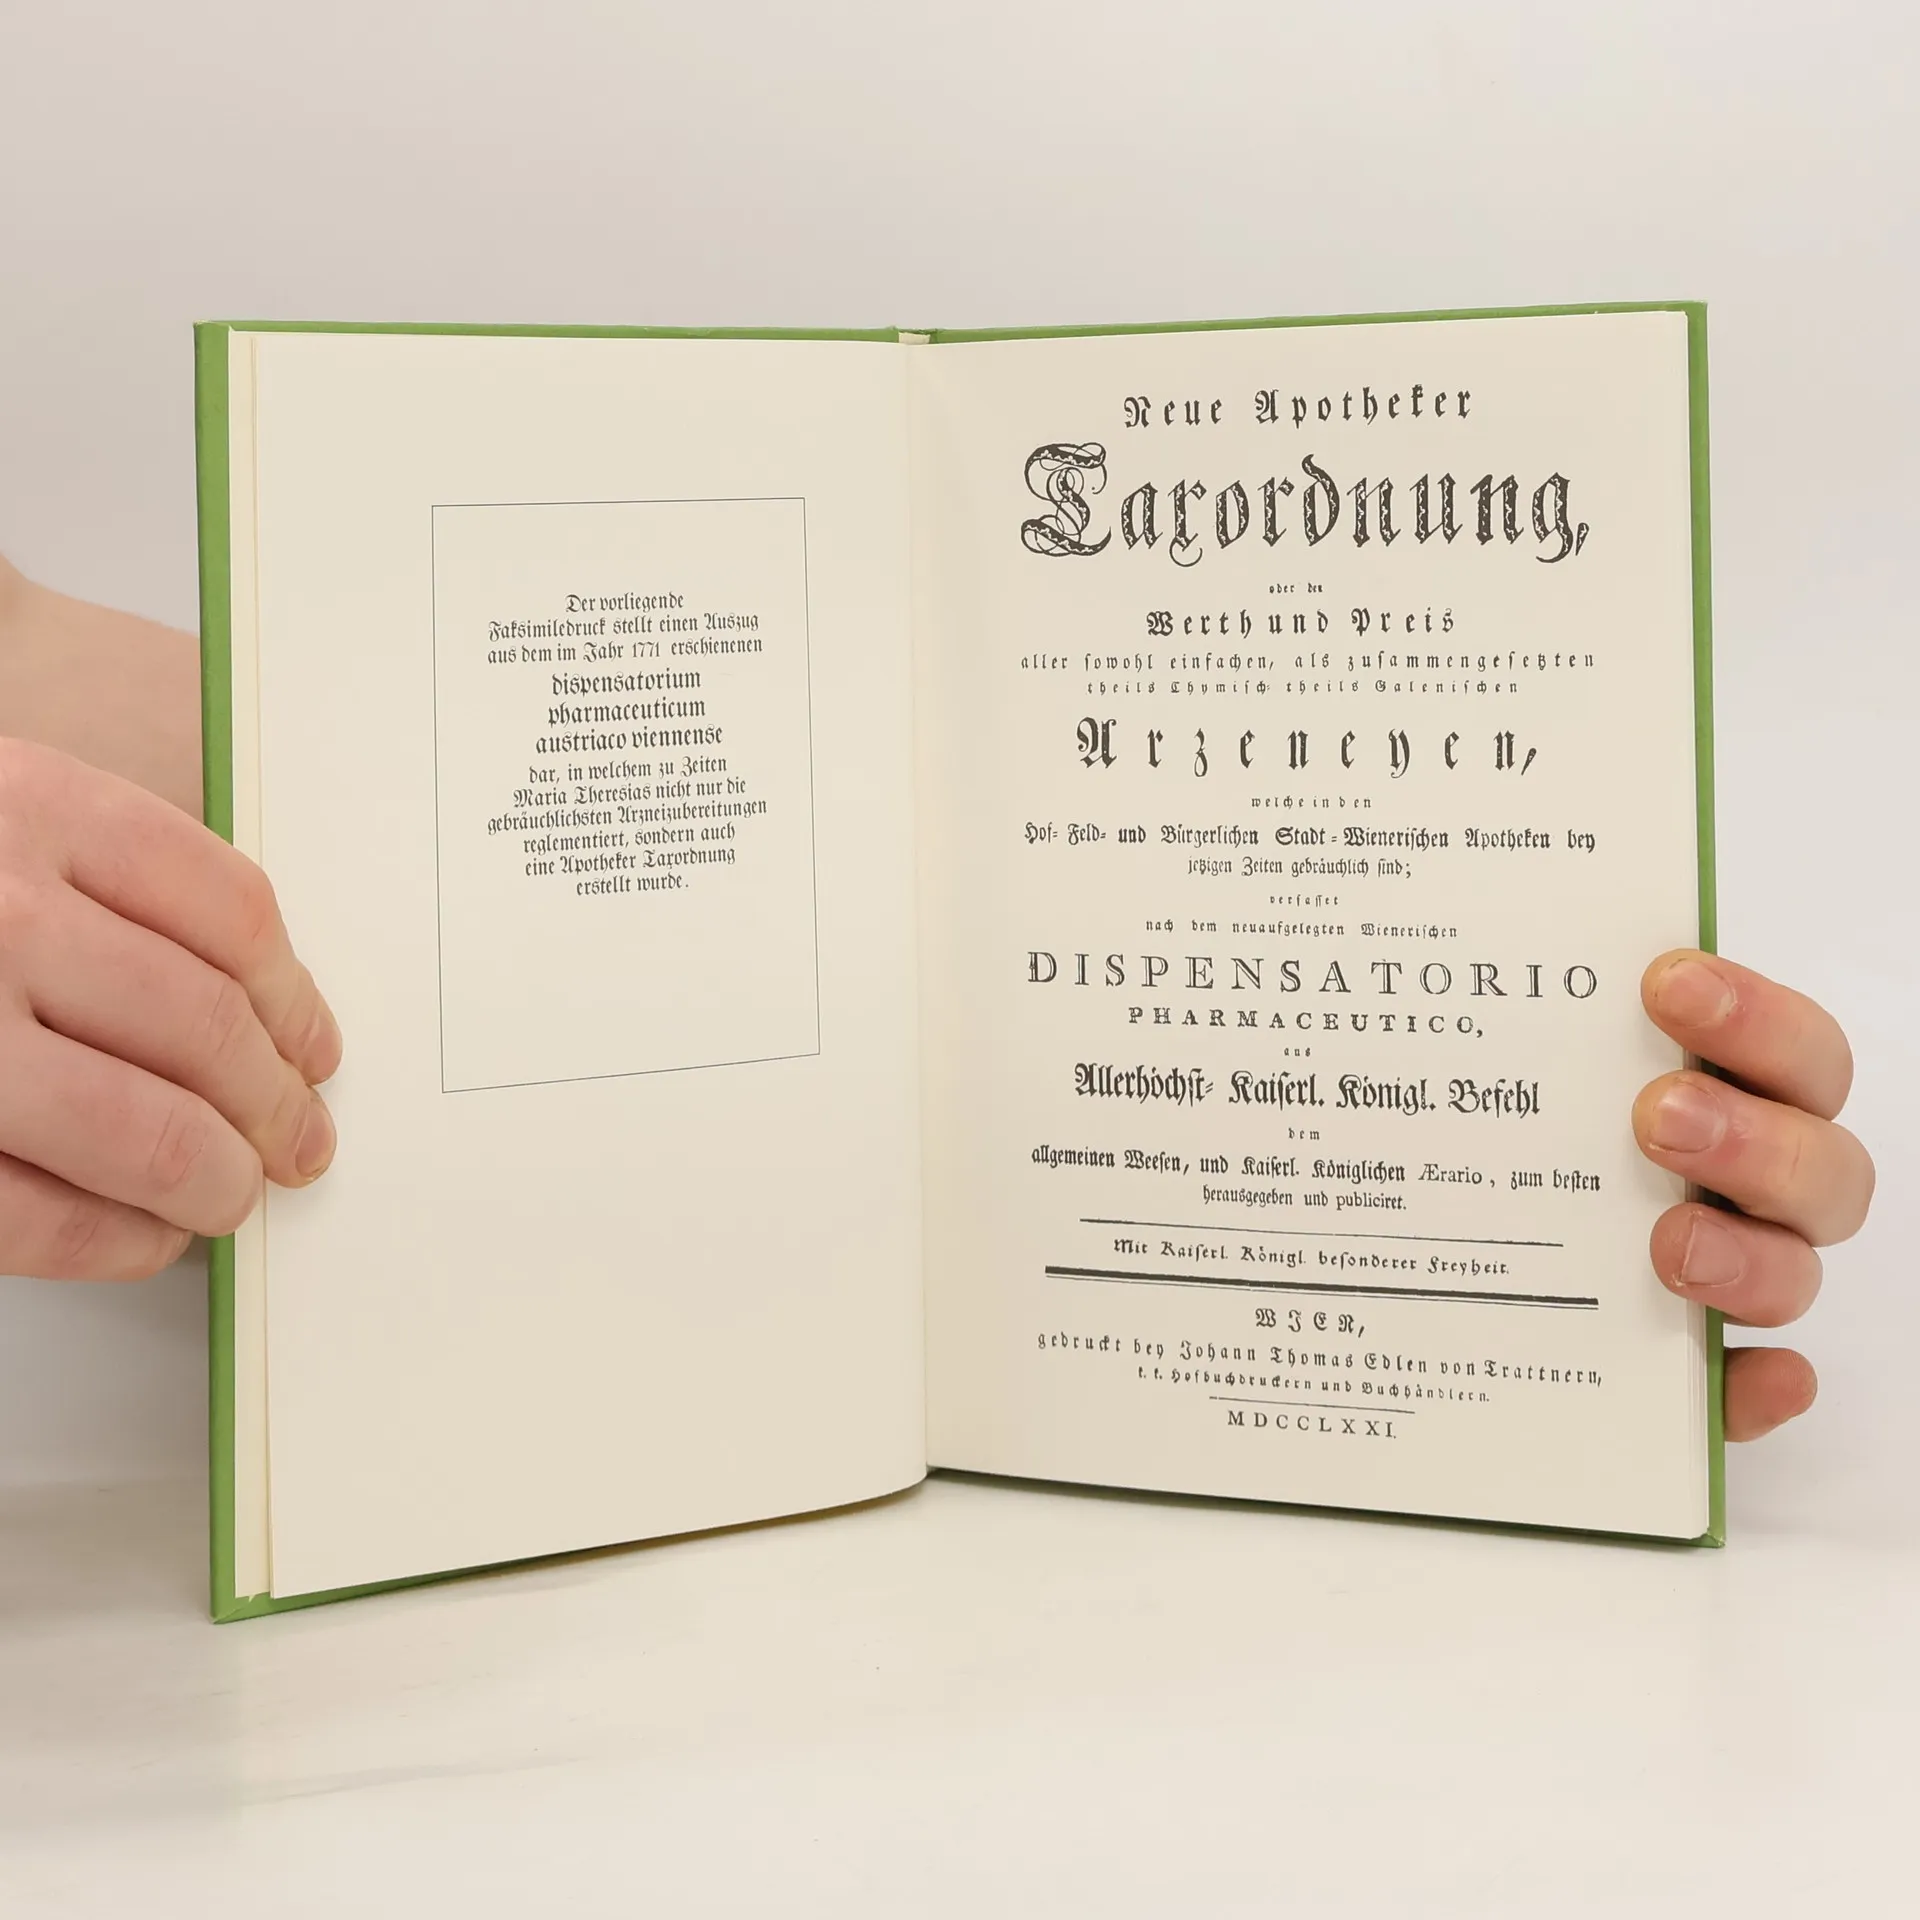 Der vorliegende
Faksimiledruck stellt einen Auszug
aus dem im Jahr 1771 erschienenen
dispensatorium
pharmaceuticum
austriaco viennense
dar, in welchem zu Zeiten
Maria Theresias nicht nur die
gebräuchlichsten Arzneizubereitungen
reglementiert, sondern auch
eine Apotheker Taxordnung
erstellt wurde.
Neue Apotheker
Taxordnung,
oder der
Werth und Preis
aller sowohl einfachen, als zusammengesetzten
theils Chymisch- theils Galenischen
Arzeneyen,
welche in den
Hof- Feld- und Bürgerlichen Stadt-Wienerischen Apotheken bey
jetzigen Zeiten gebräuchlich sind;
verfasset
nach dem neuaufgelegten Wienerischen
DISPENSATORIO
PHARMACEUTICO,
aus
Allerhöchst- Kaiserl. Königl. Befehl
dem
allgemeinen Weesen, und Kaiserl. Königlichen Ærario, zum besten
herausgegeben und publiciret.
Mit Kaiserl. Königl. besonderer Freyheit.
WIEN,
gedruckt bey Johann Thomas Edlen von Trattnern,
k. k. Hofbuchdruckern und Buchhändlern.
MDCCLXXI.